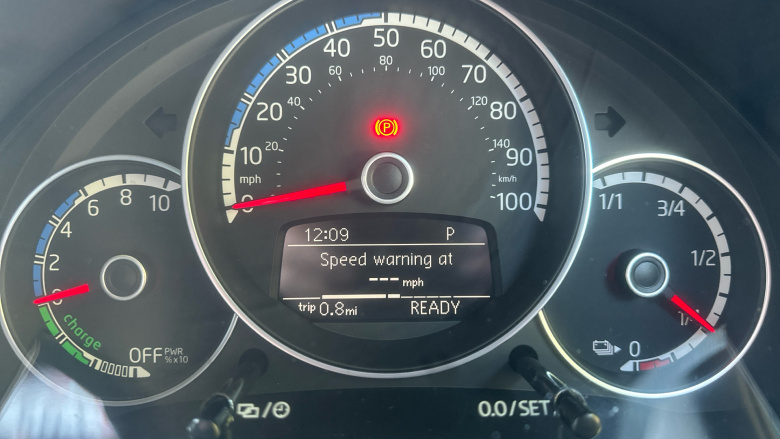 50
40 60
30 70
20 80
10 90
mph km/h
0 100
20 40 60 80 100 120 140
P
12:09 P
Speed warning at
--- mph
trip 0.8mi READY
10
8
6
4
2
0
charge
OFF PWR
%x10
1/1
3/4
1/2
0
0.0/SET